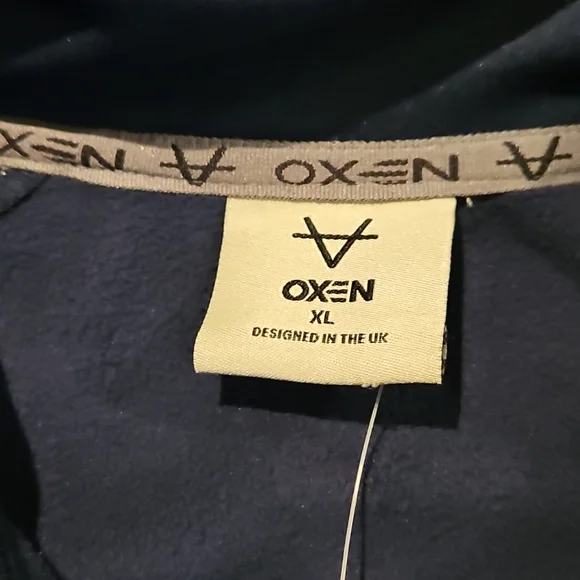 OXEN OXEN
OXEN
XL
DESIGNED IN THE UK